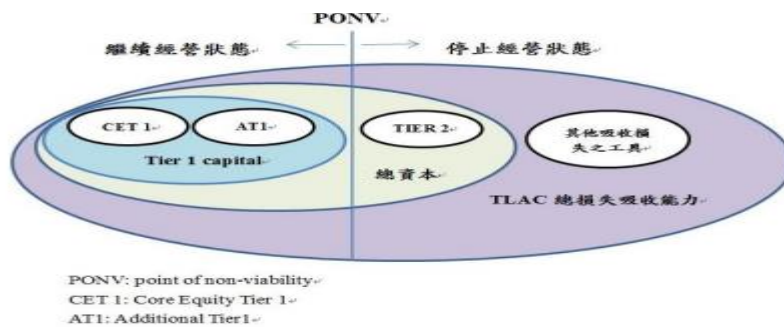 PONV
繼續經營狀態
停止經營狀態
CET 1
AT1
TIER 2
其他吸收損
失之工具
Tier 1 capital
總資本
TLAC 總損失吸收能力
PONV: point of non-viability
CET 1: Core Equity Tier 1
AT1: Additional Tier1